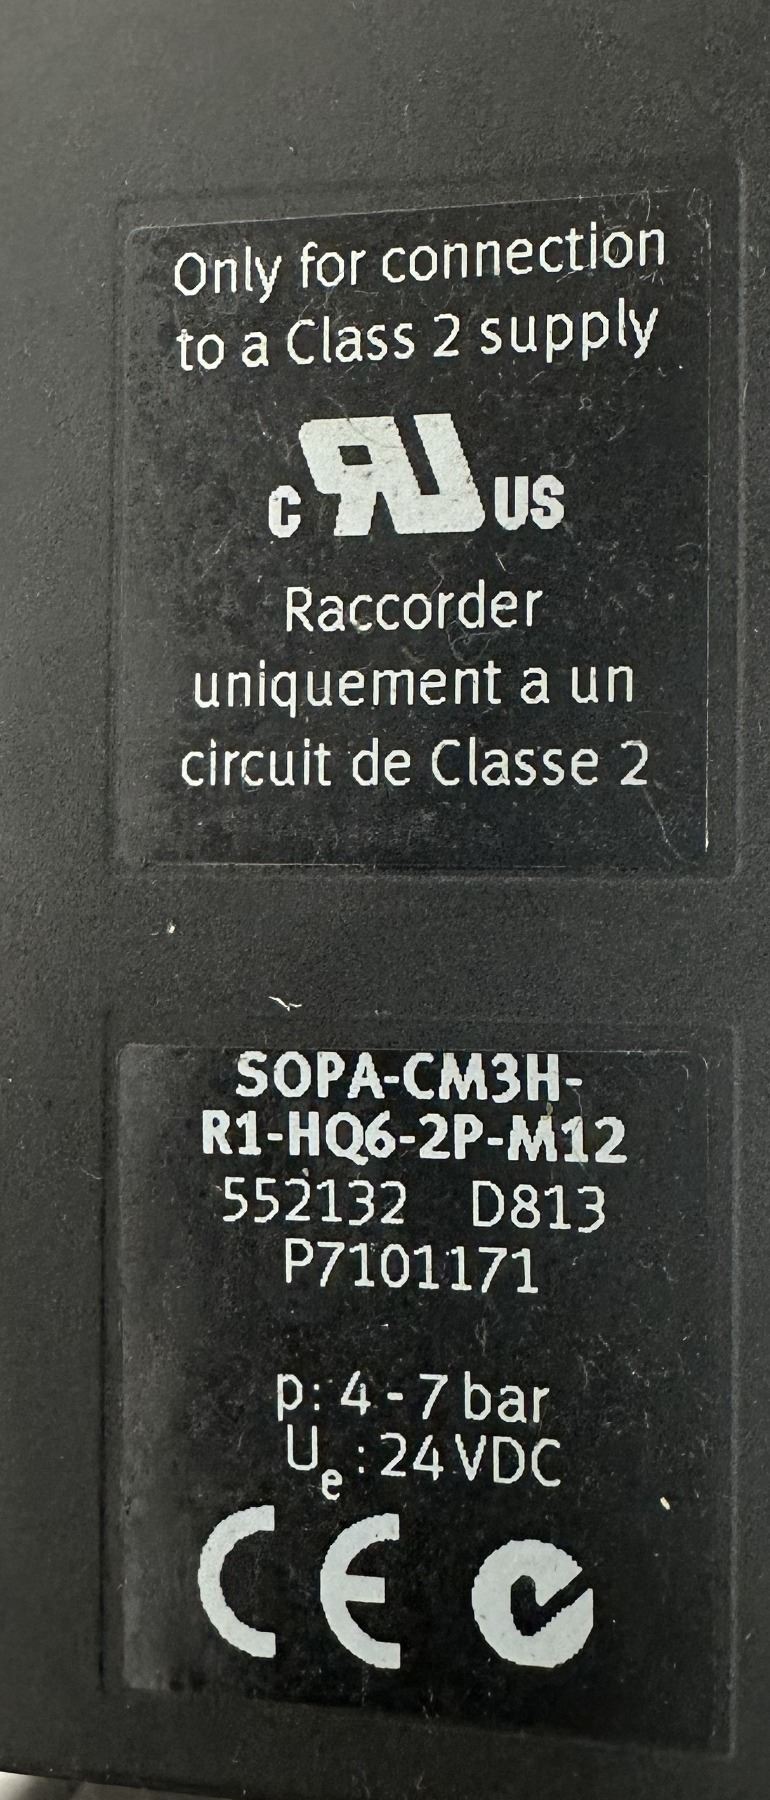 Only for connection
to a Class 2 supply
c RU US
Raccorder
uniquement a un
circuit de Classe 2
SOPA-CM3H-
R1-HQ6-2P-M12
552132 D813
P7101171
p: 4 - 7 bar
Ue : 24 VDC
CE